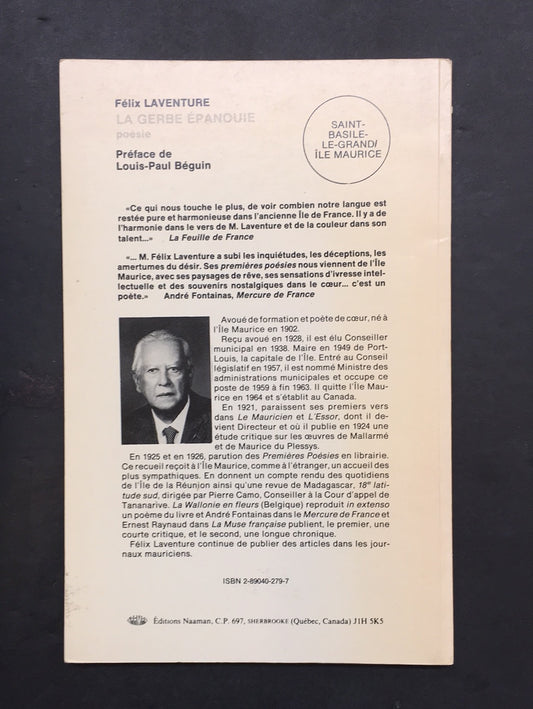 Félix LAVENTURE
LA GERBE ÉPANOUIE
poésie
Préface de
Louis-Paul Béguin
SAINT-
BASILE-
LE-GRAND/
ÎLE MAURICE
«Ce qui nous touche le plus, de voir combien notre langue est
restée pure et harmonieuse dans l'ancienne Île de France. Il y a de
l'harmonie dans le vers de M. Laventure et de la couleur dans son
talent...» La Feuille de France
«... M. Félix Laventure a subi les inquiétudes, les déceptions, les
amertumes du désir. Ses premières poésies nous viennent de l'Île
Maurice, avec ses paysages de rêve, ses sensations d'ivresse intel-
lectuelle et des souvenirs nostalgiques dans le cœur... c'est un
poète.» André Fontainas, Mercure de France
Avoué de formation et poète de cœur, né à
l'Île Maurice en 1902.
Reçu avoué en 1928, il est élu Conseiller
municipal en 1938. Maire en 1949 de Port-
Louis, la capitale de l'Île. Entré au Conseil
législatif en 1957, il est nommé Ministre des
administrations municipales et occupe ce
poste de 1959 à fin 1963. Il quitte l'Île Mau-
rice en 1964 et s'établit au Canada.
En 1921, paraissent ses premiers vers
dans Le Mauricien et L'Essor, dont il de-
vient Directeur et où il publie en 1924 une
étude critique sur les œuvres de Mallarmé
et de Maurice du Plessys.
En 1925 et en 1926, parution des Premières Poésies en librairie.
Ce recueil reçoit à l'Île Maurice, comme à l'étranger, un accueil des
plus sympathiques. En donnent un compte rendu des quotidiens
de l'Île de la Réunion ainsi qu'une revue de Madagascar, 18e lati-
tude sud, dirigée par Pierre Camo, Conseiller à la Cour d'appel de
Tananarive. La Wallonie en fleurs (Belgique) reproduit in extenso
un poème du livre et André Fontainas dans le Mercure de France et
Ernest Raynaud dans La Muse française publient, le premier, une
courte critique, et le second, une longue chronique.
Félix Laventure continue de publier des articles dans les jour-
naux mauriciens.
ISBN 2-89040-279-7
Éditions Naaman, C.P. 697, SHERBROOKE (Québec, Canada) J1H 5K5